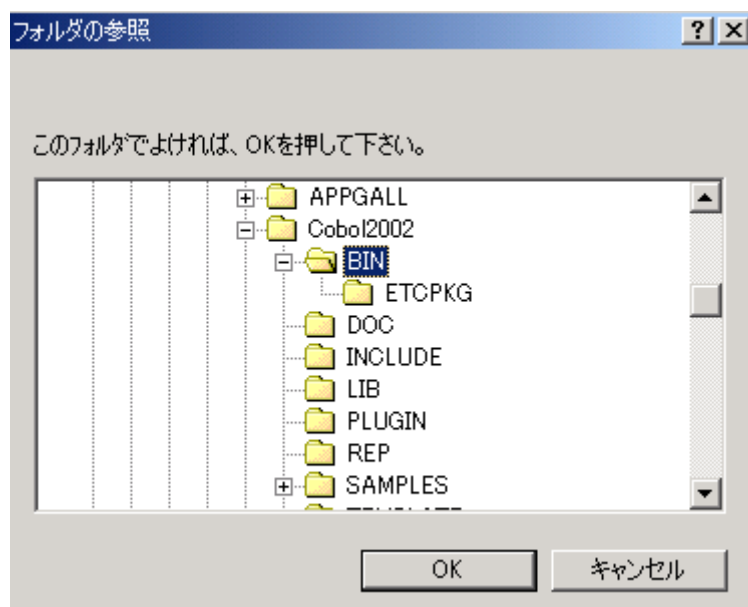 フォルダの参照
このフォルダでよければ、OKを押して下さい。
APPGALL
Cobol2002
BIN
ETCPKG
DOC
INCLUDE
LIB
PLUGIN
REP
SAMPLES
OK キャンセル